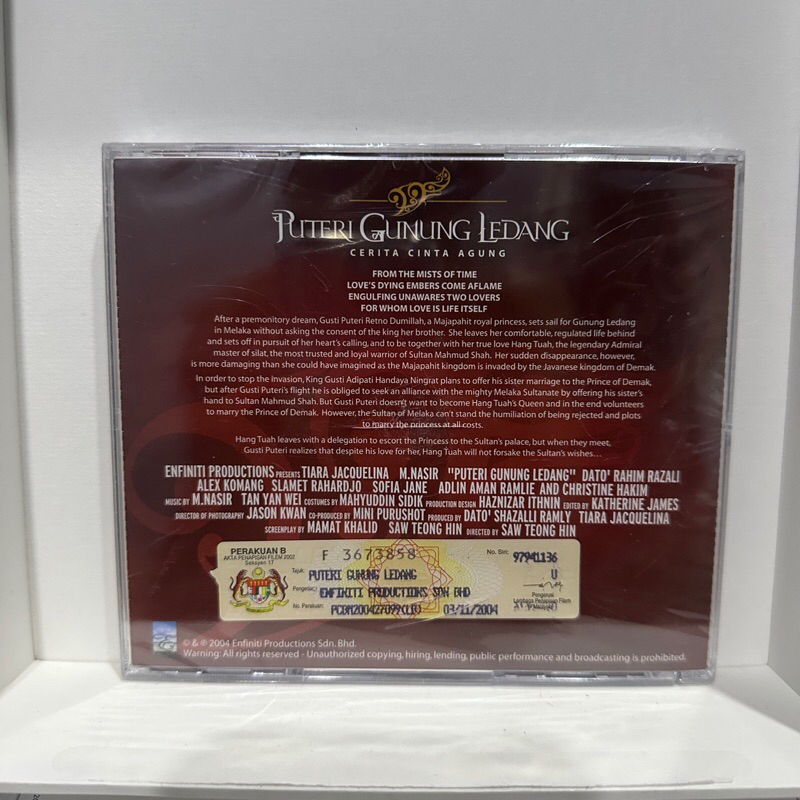 PUTERI GUNUNG LEDANG
CERITA CINTA AGUNG
FROM THE MISTS OF TIME
LOVE'S DYING EMBERS COME AFLAME
ENGULFING UNAWARES TWO LOVERS
FOR WHOM LOVE IS LIFE ITSELF
After a premonitory dream, Gusti Puteri Retno Dumillah, a Majapahit royal princess, sets sail for Gunung Ledang
in Melaka without asking the consent of the king her brother. She leaves her comfortable, regulated life behind
and sets off in pursuit of her heart's calling, and to be together with her true love Hang Tuah, the legendary Admiral
master of silat, the most trusted and loyal warrior of Sultan Mahmud Shah. Her sudden disappearance, however,
is more damaging than she could have imagined as the Majapahit kingdom is invaded by the Javanese kingdom of Demak.
In order to stop the invasion, King Gusti Adipati Handaya Ningrat plans to offer his sister marriage to the Prince of Demak,
but after Gusti Puteri's flight he is obliged to seek an alliance with the mighty Melaka Sultanate by offering his sister's
hand to Sultan Mahmud Shah. But Gusti Puteri doesn't want to become Hang Tuah's Queen and in the end volunteers
to marry the Prince of Demak. However, the Sultan of Melaka can't stand the humiliation of being rejected and plots
to marry the princess at all costs.
Hang Tuah leaves with a delegation to escort the Princess to the Sultan's palace, but when they meet,
Gusti Puteri realizes that despite his love for her, Hang Tuah will not forsake the Sultan's wishes...
ENFINITI PRODUCTIONS PRESENTS TIARA JACQUELINA M.NASIR "PUTERI GUNUNG LEDANG" DATO' RAHIM RAZALI
ALEX KOMANG SLAMET RAHARDJO SOFIA JANE ADLIN AMAN RAMLIE AND CHRISTINE HAKIM
MUSIC BY M.NASIR TAN YAN WEI COSTUMES BY MAHYUDDIN SIDIK PRODUCTION DESIGN HAZNIZAR ITHNIN EDITED BY KATHERINE JAMES
DIRECTOR OF PHOTOGRAPHY JASON KWAN CO-PRODUCED BY MINI PURUSHOT PRODUCED BY DATO' SHAZALLI RAMLY TIARA JACQUELINA
SCREENPLAY BY MAMAT KHALID SAW TEONG HIN DIRECTED BY SAW TEONG HIN
PERAKUAN B
AKTA PENAPISAN FILEM 2002
Seksyen 17
F 3673858
No. Siri: 97941136
Tajuk: PUTERI GUNUNG LEDANG U
Pengedar: ENFINITI PRODUCTIONS SDN BHD
Pengerusi
Lembaga Penapisan Filem
No. Perakuan: 03/11/2004
© & ℗ 2004 Enfiniti Productions Sdn. Bhd.
Warning: All rights reserved - Unauthorized copying, hiring, lending, public performance and broadcasting is prohibited.